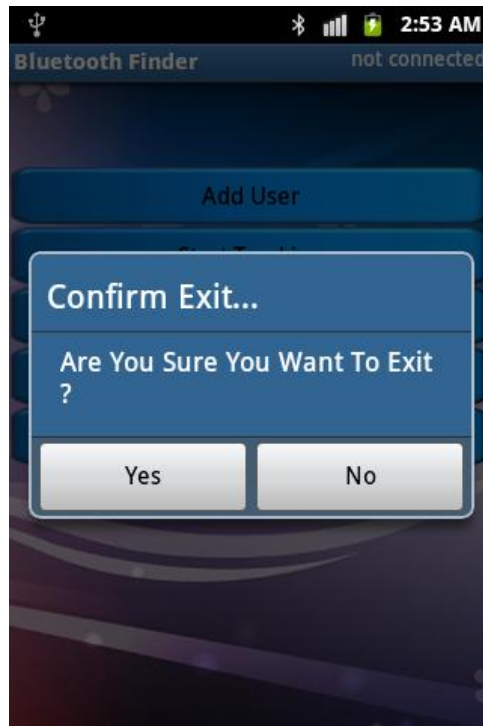 2:53 AM
Bluetooth Finder not connected
Add User
Confirm Exit...
Are You Sure You Want To Exit
?
Yes No